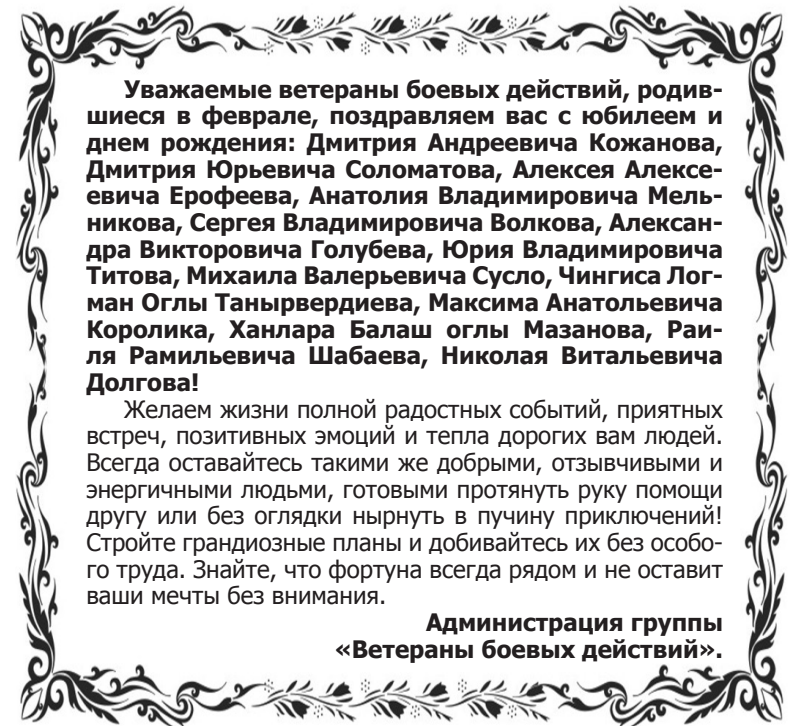 Уважаемые ветераны боевых действий, родив-
шиеся в феврале, поздравляем вас с юбилеем и
днем рождения: Дмитрия Андреевича Кожанова,
Дмитрия Юрьевича Соломатова, Алексея Алексе-
евича Ерофеева, Анатолия Владимировича Мель-
никова, Сергея Владимировича Волкова, Алексан-
дра Викторовича Голубева, Юрия Владимировича
Титова, Михаила Валерьевича Сусло, Чингиса Лог-
ман Оглы Танырвердиева, Максима Анатольевича
Королика, Ханлара Балаш оглы Мазанова, Раи-
ля Рамильевича Шабаева, Николая Витальевича
Долгова!
Желаем жизни полной радостных событий, приятных
встреч, позитивных эмоций и тепла дорогих вам людей.
Всегда оставайтесь такими же добрыми, отзывчивыми и
энергичными людьми, готовыми протянуть руку помощи
другу или без оглядки нырнуть в пучину приключений!
Стройте грандиозные планы и добивайтесь их без особо-
го труда. Знайте, что фортуна всегда рядом и не оставит
ваши мечты без внимания.
Администрация группы
«Ветераны боевых действий».